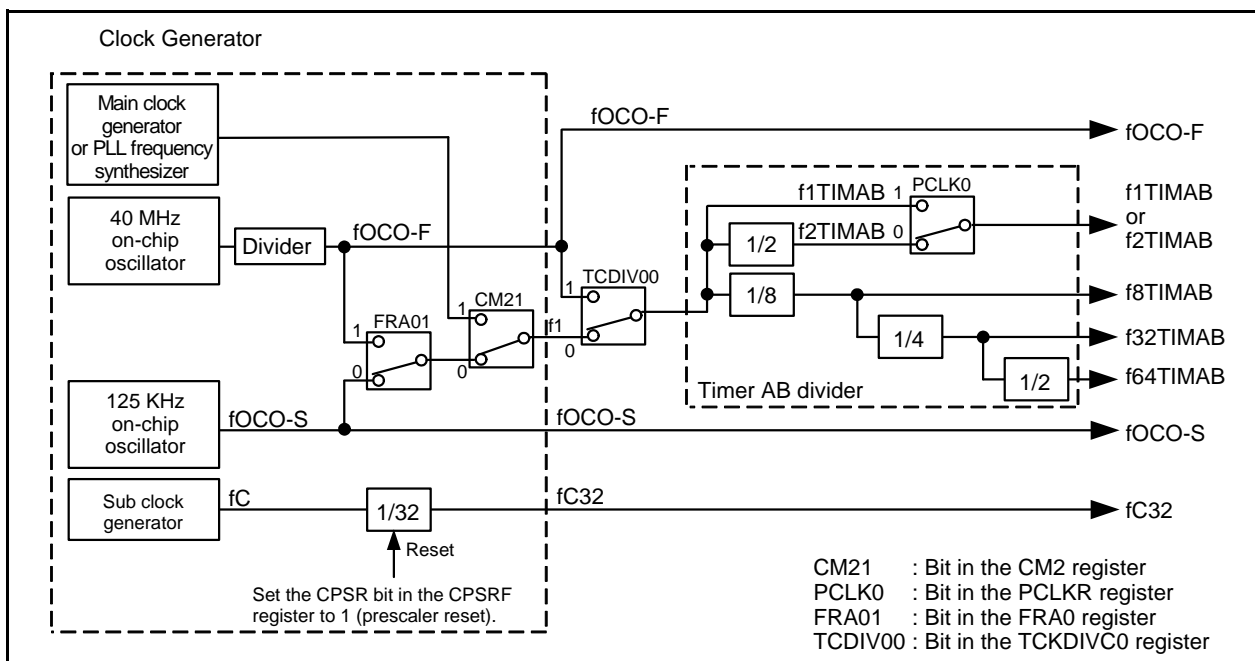 Clock Generator
Main clock
generator
or PLL frequency
synthesizer
40 MHz
on-chip
oscillator
Divider
fOCO-F
fOCO-F
fOCO-F
FRA01
1
0
CM21
1
0
f1
TCDIV00
1
0
f1TIMAB 1
f2TIMAB 0
PCLK0
1/2
1/8
1/4
1/2
Timer AB divider
f1TIMAB
or
f2TIMAB
f8TIMAB
f32TIMAB
f64TIMAB
125 KHz
on-chip
oscillator
fOCO-S
fOCO-S
fOCO-S
Sub clock
generator
fC
1/32
fC32
fC32
Reset
Set the CPSR bit in the CPSRF
register to 1 (prescaler reset).
CM21 : Bit in the CM2 register
PCLK0 : Bit in the PCLKR register
FRA01 : Bit in the FRA0 register
TCDIV00 : Bit in the TCKDIVC0 register